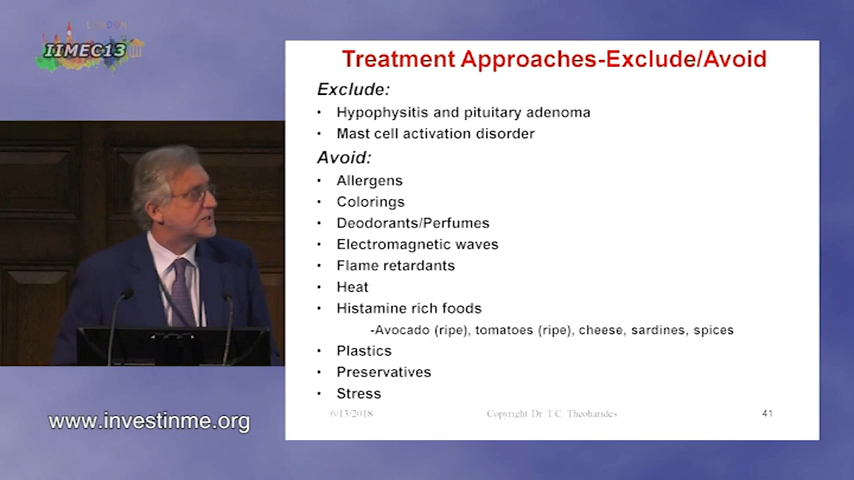 LONDON
IIMEC13
Treatment Approaches-Exclude/Avoid
Exclude:
• Hypophysitis and pituitary adenoma
• Mast cell activation disorder
Avoid:
• Allergens
• Colorings
• Deodorants/Perfumes
• Electromagnetic waves
• Flame retardants
• Heat
• Histamine rich foods
-Avocado (ripe), tomatoes (ripe), cheese, sardines, spices
• Plastics
• Preservatives
• Stress
6/13/2018 Copyright Dr. T.C. Theoharides 41
www.investinme.org